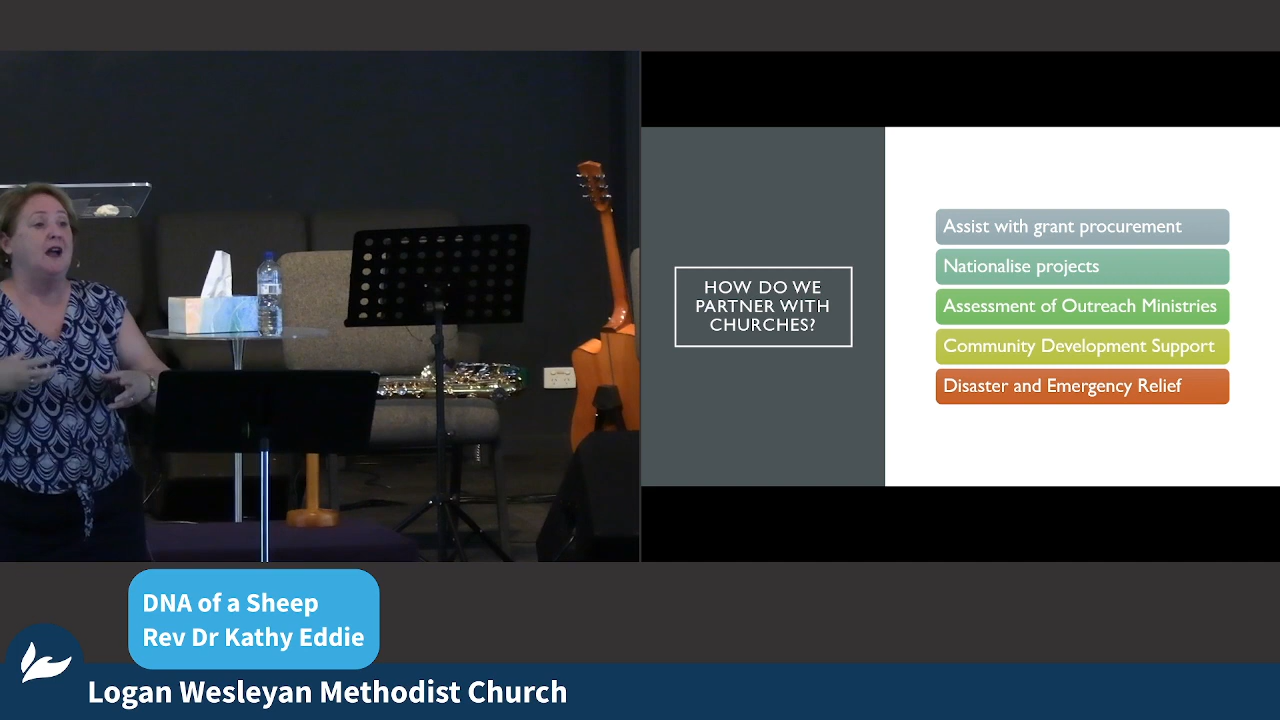 HOW DO WE
PARTNER WITH
CHURCHES?
Assist with grant procurement
Nationalise projects
Assessment of Outreach Ministries
Community Development Support
Disaster and Emergency Relief
DNA of a Sheep
Rev Dr Kathy Eddie
Logan Wesleyan Methodist Church